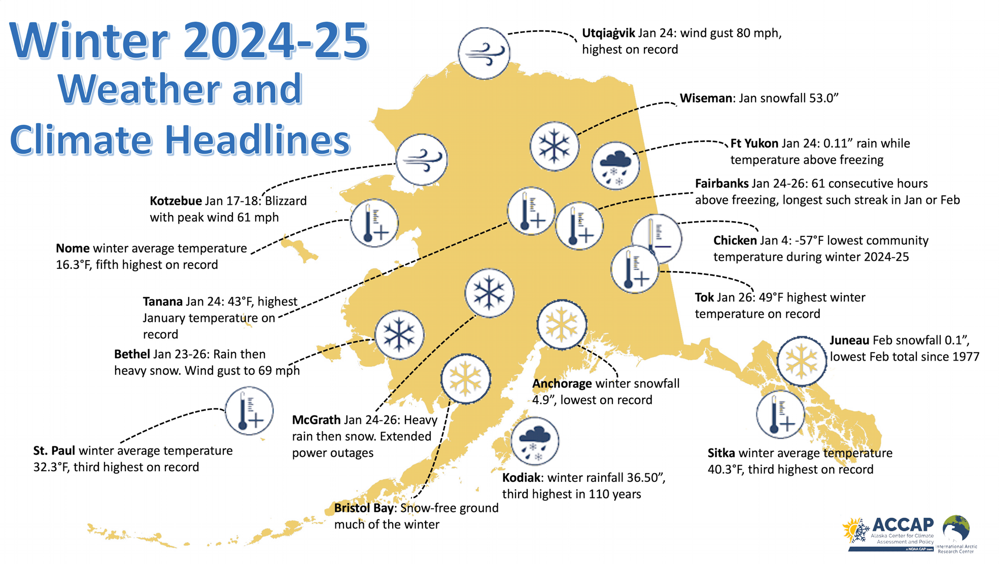 Winter 2024-25
Weather and
Climate Headlines
Utqiaġvik Jan 24: wind gust 80 mph,
highest on record
Wiseman: Jan snowfall 53.0”
Ft Yukon Jan 24: 0.11” rain while
temperature above freezing
Fairbanks Jan 24-26: 61 consecutive hours
above freezing, longest such streak in Jan or Feb
Kotzebue Jan 17-18: Blizzard
with peak wind 61 mph
Nome winter average temperature
16.3°F, fifth highest on record
Chicken Jan 4: -57°F lowest community
temperature during winter 2024-25
Tanana Jan 24: 43°F, highest
January temperature on
record
Tok Jan 26: 49°F highest winter
temperature on record
Bethel Jan 23-26: Rain then
heavy snow. Wind gust to 69 mph
Juneau Feb snowfall 0.1”,
lowest Feb total since 1977
Anchorage winter snowfall
4.9”, lowest on record
McGrath Jan 24-26: Heavy
rain then snow. Extended
power outages
St. Paul winter average temperature
32.3°F, third highest on record
Sitka winter average temperature
40.3°F, third highest on record
Kodiak: winter rainfall 36.50”,
third highest in 110 years
Bristol Bay: Snow-free ground
much of the winter
ACCAP
Alaska Center for Climate
Assessment and Policy
A NOAA CAP team
International Arctic
Research Center